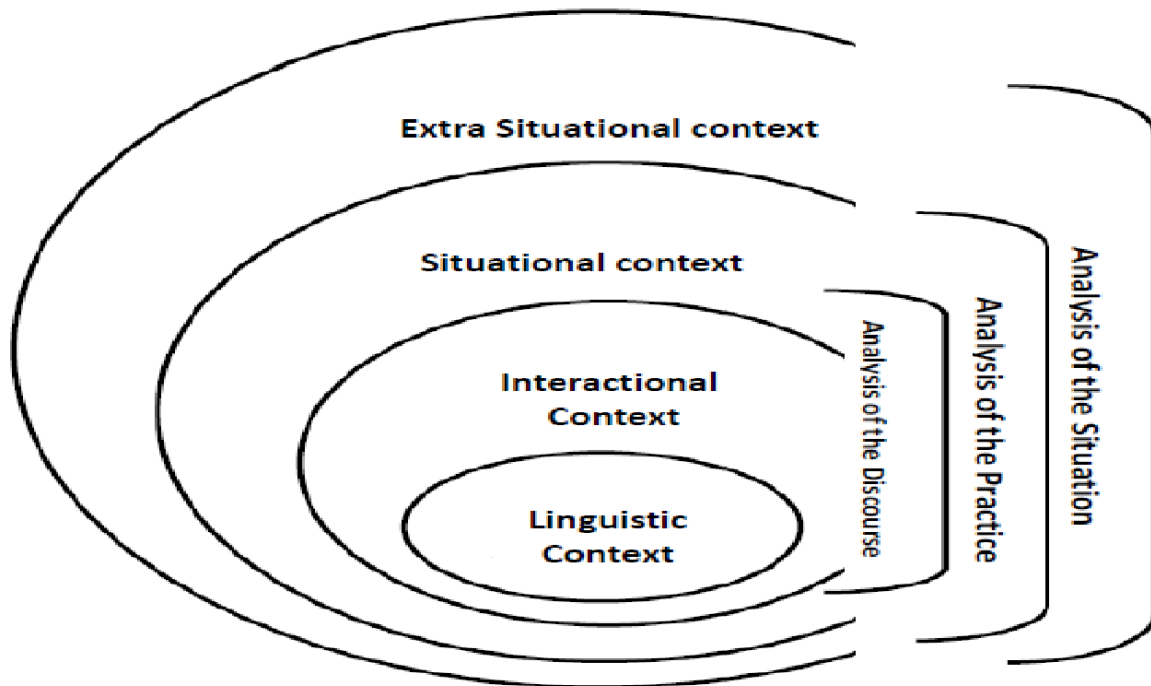 Extra Situational context
Situational context
Interactional
Context
Linguistic
Context
Analysis of the Discourse
Analysis of the Practice
Analysis of the Situation